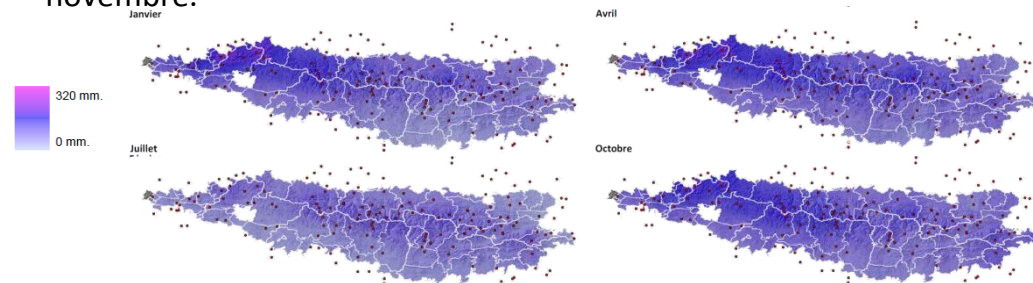 novembre.
Janvier
Avril
320 mm.
0 mm.
Juillet
Octobre